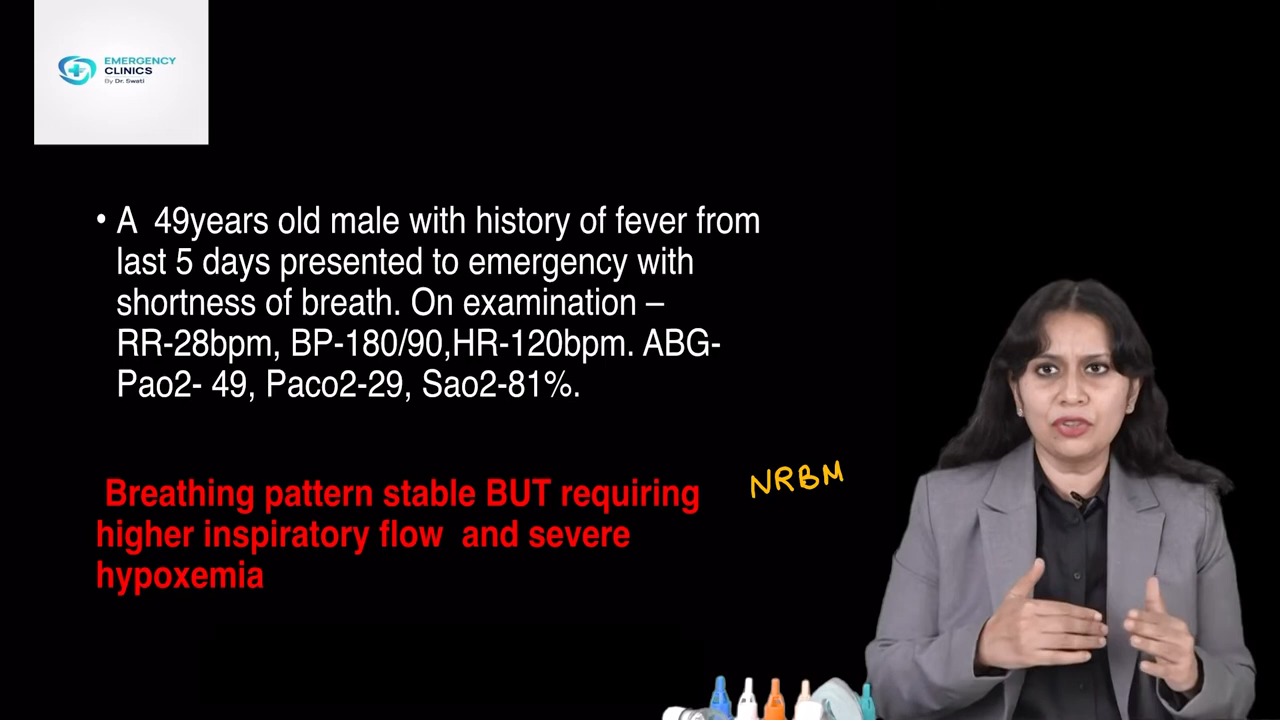 EMERGENCY
CLINICS
By Dr. Swati
• A 49years old male with history of fever from
last 5 days presented to emergency with
shortness of breath. On examination –
RR-28bpm, BP-180/90,HR-120bpm. ABG-
Pao2- 49, Paco2-29, Sao2-81%.
Breathing pattern stable BUT requiring
higher inspiratory flow and severe
hypoxemia
NRBM